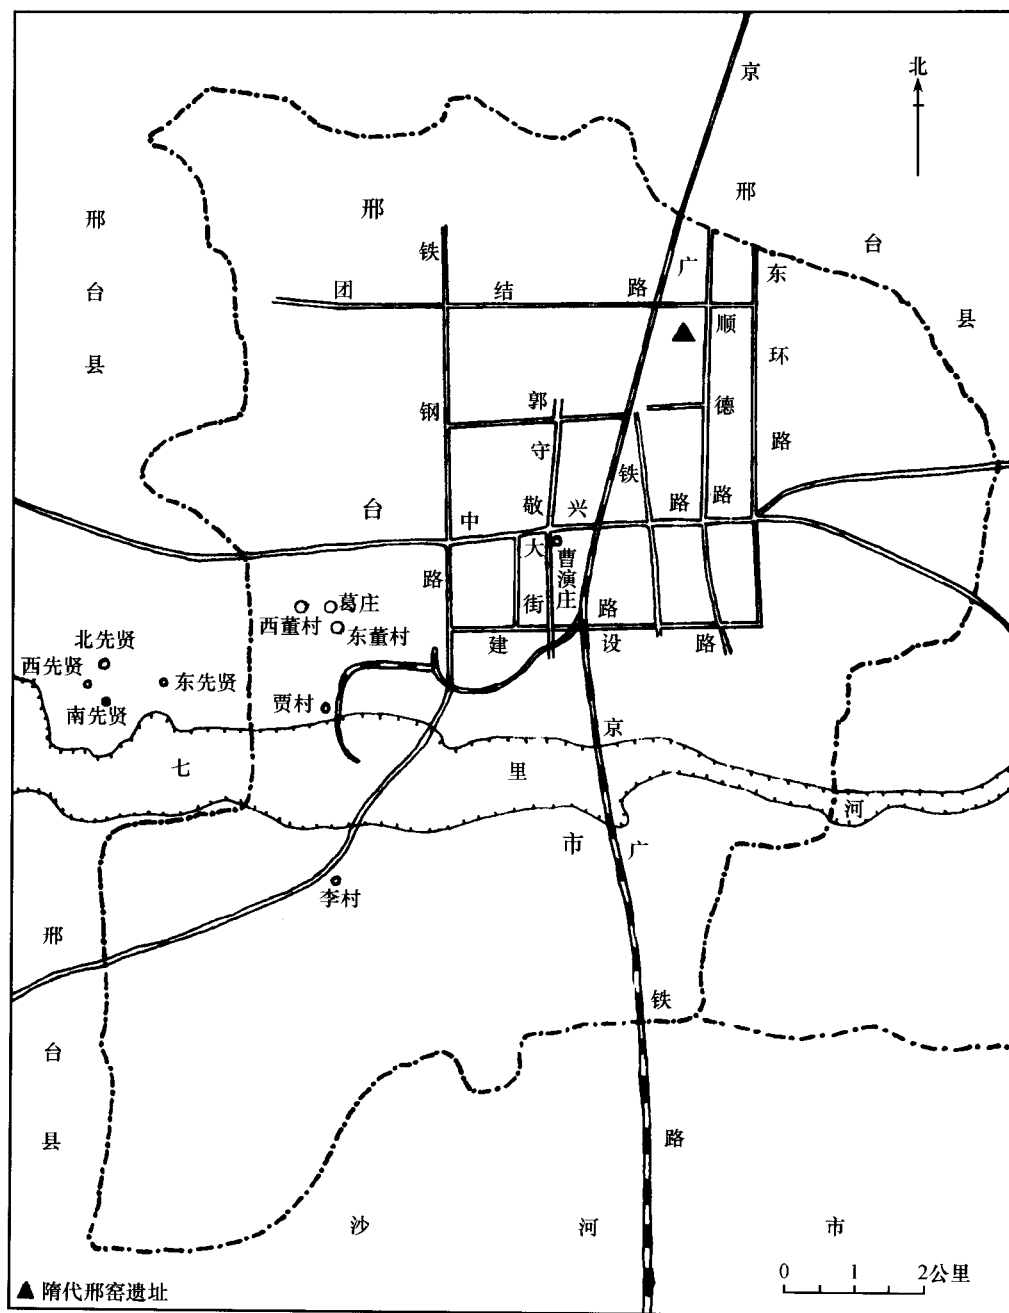 北
京广铁路
邢台县
邢台县
邢台市
团结路
铁钢路
顺德路
东环路
郭守敬大街
中兴路
曹演庄
建设路
葛庄
西董村
东董村
北先贤
西先贤
东先贤
南先贤
贾村
七里河
京广铁路
李村
邢台县
沙河市
0 1 2公里
▲ 隋代邢窑遗址